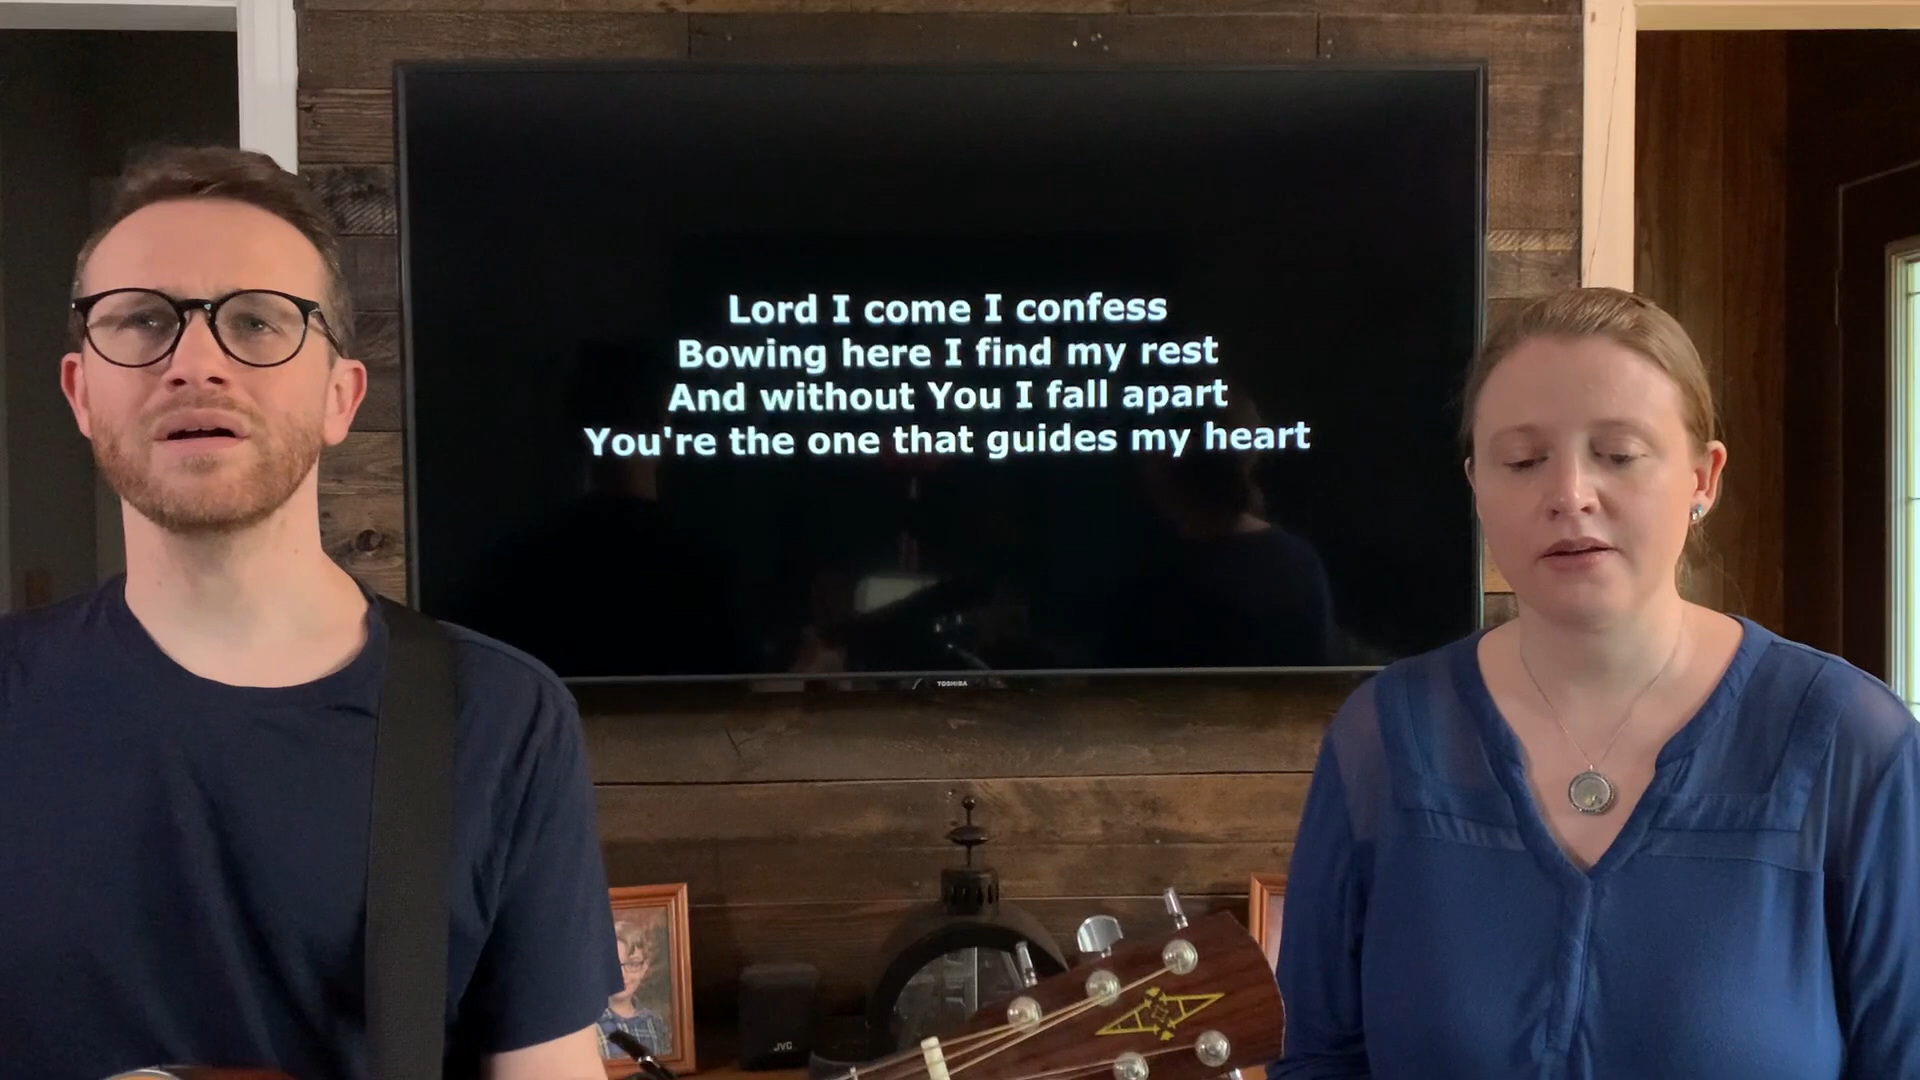 Lord I come I confess
Bowing here I find my rest
And without You I fall apart
You're the one that guides my heart
TOSHIBA
JVC